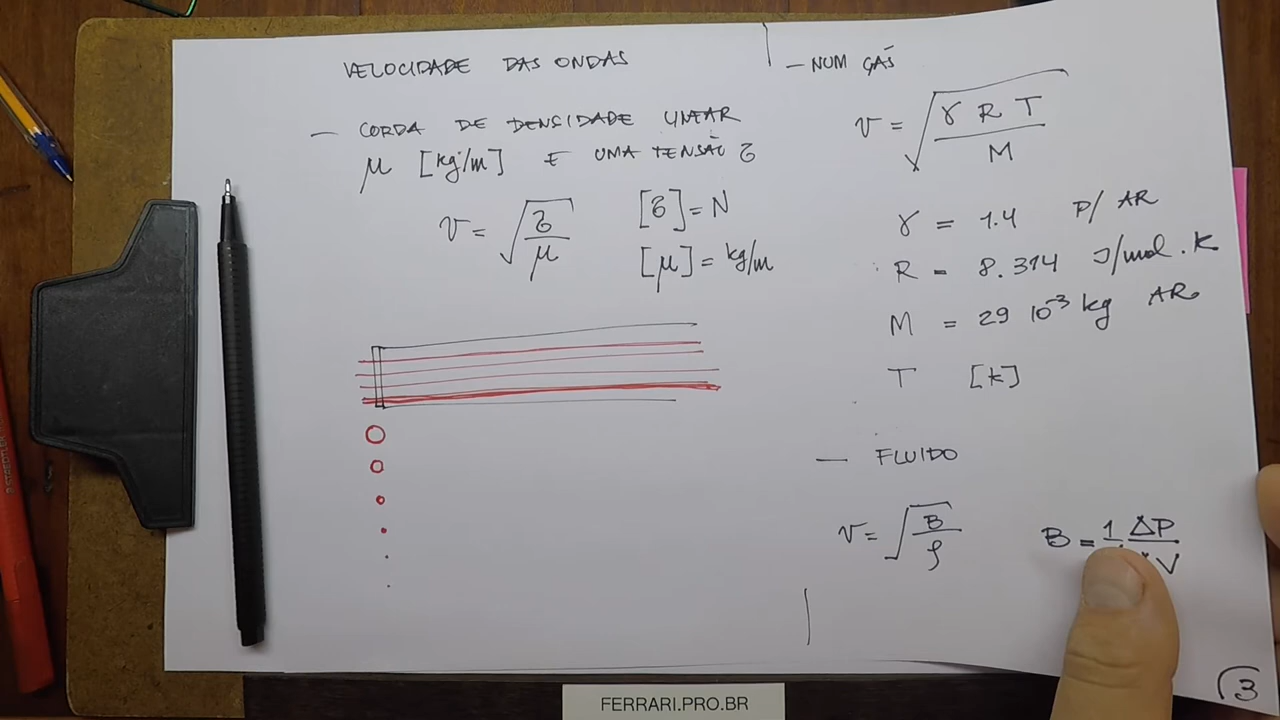 VELOCIDADE DAS ONDAS
— CORDA DE DENSIDADE LINEAR
μ [kg/m] E UMA TENSÃO ζ
v = √(ζ/μ) [ζ] = N
[μ] = kg/m
— NUM GÁS
v = √(γ R T / M)
γ = 1.4 P/ AR
R = 8.314 J/mol.K
M = 29 10⁻³ kg AR
T [K]
— FLUIDO
v = √(B/ρ) B = 1 ΔP
V
3
STAEDTLER
FERRARI.PRO.BR